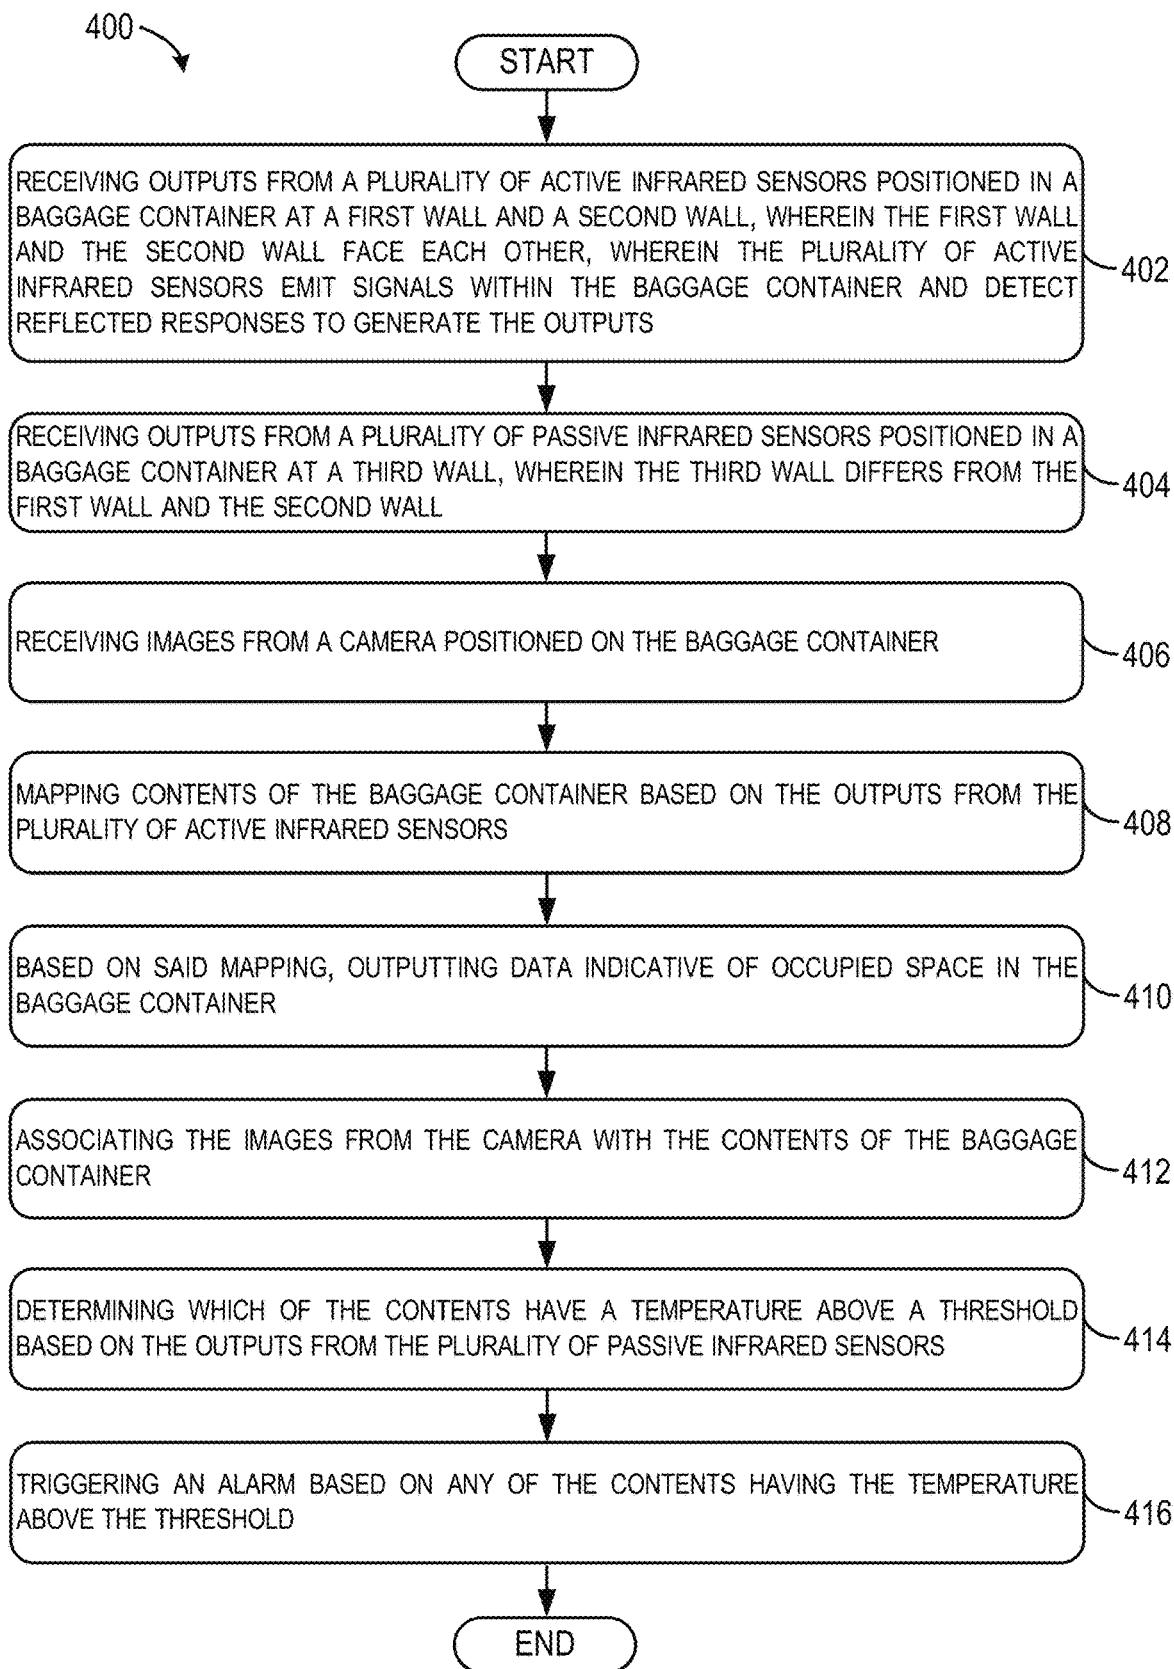 400
START
RECEIVING OUTPUTS FROM A PLURALITY OF ACTIVE INFRARED SENSORS POSITIONED IN A
BAGGAGE CONTAINER AT A FIRST WALL AND A SECOND WALL, WHEREIN THE FIRST WALL
AND THE SECOND WALL FACE EACH OTHER, WHEREIN THE PLURALITY OF ACTIVE
INFRARED SENSORS EMIT SIGNALS WITHIN THE BAGGAGE CONTAINER AND DETECT
REFLECTED RESPONSES TO GENERATE THE OUTPUTS
402
RECEIVING OUTPUTS FROM A PLURALITY OF PASSIVE INFRARED SENSORS POSITIONED IN A
BAGGAGE CONTAINER AT A THIRD WALL, WHEREIN THE THIRD WALL DIFFERS FROM THE
FIRST WALL AND THE SECOND WALL
404
RECEIVING IMAGES FROM A CAMERA POSITIONED ON THE BAGGAGE CONTAINER
406
MAPPING CONTENTS OF THE BAGGAGE CONTAINER BASED ON THE OUTPUTS FROM THE
PLURALITY OF ACTIVE INFRARED SENSORS
408
BASED ON SAID MAPPING, OUTPUTTING DATA INDICATIVE OF OCCUPIED SPACE IN THE
BAGGAGE CONTAINER
410
ASSOCIATING THE IMAGES FROM THE CAMERA WITH THE CONTENTS OF THE BAGGAGE
CONTAINER
412
DETERMINING WHICH OF THE CONTENTS HAVE A TEMPERATURE ABOVE A THRESHOLD
BASED ON THE OUTPUTS FROM THE PLURALITY OF PASSIVE INFRARED SENSORS
414
TRIGGERING AN ALARM BASED ON ANY OF THE CONTENTS HAVING THE TEMPERATURE
ABOVE THE THRESHOLD
416
END